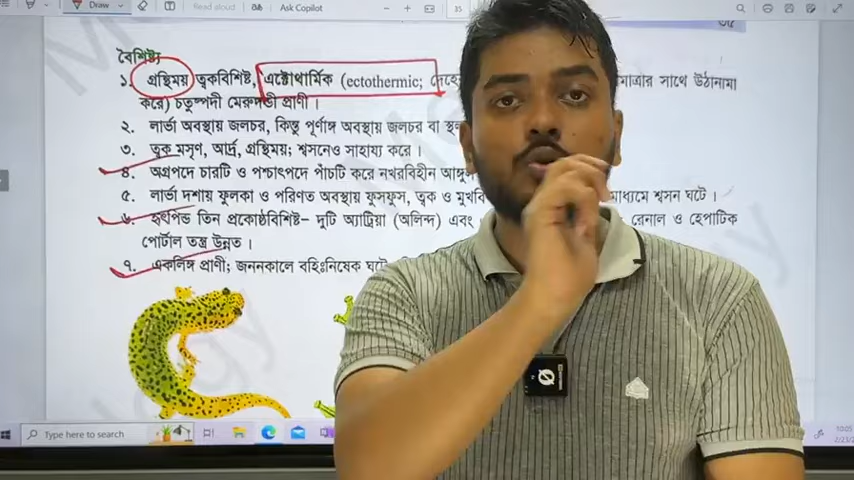 Draw
Read aloud
Ask Copilot
35
৩৫
বৈশিষ্ট্য
১. গ্রন্থিময় ত্বকবিশিষ্ট, এক্টোথার্মিক (ectothermic; মাত্রার সাথে উঠানামা
করে) চতুষ্পদী মেরুদণ্ডী প্রাণী।
২. লার্ভা অবস্থায় জলচর, কিন্তু পূর্ণাঙ্গ অবস্থায় জলচর বা
৩. ত্বক মসৃণ, আর্দ্র, গ্রন্থিময়; শ্বসনেও সাহায্য করে।
৪. অগ্রপদে চারটি ও পশ্চাৎপদে পাঁচটি করে নখরবিহীন
৫. লার্ভা দশায় ফুলকা ও পরিণত অবস্থায় ফুসফুস, ত্বক ও মাধ্যমে শ্বসন ঘটে।
৬. হৃৎপিন্ড তিন প্রকোষ্ঠবিশিষ্ট- দুটি অ্যাট্রিয়া (অলিন্দ) এবং রেনাল ও হেপাটিক
পোর্টাল তন্ত্র উন্নত।
৭. একলিঙ্গ প্রাণী; জননকালে বহিঃনিষেক
Type here to search